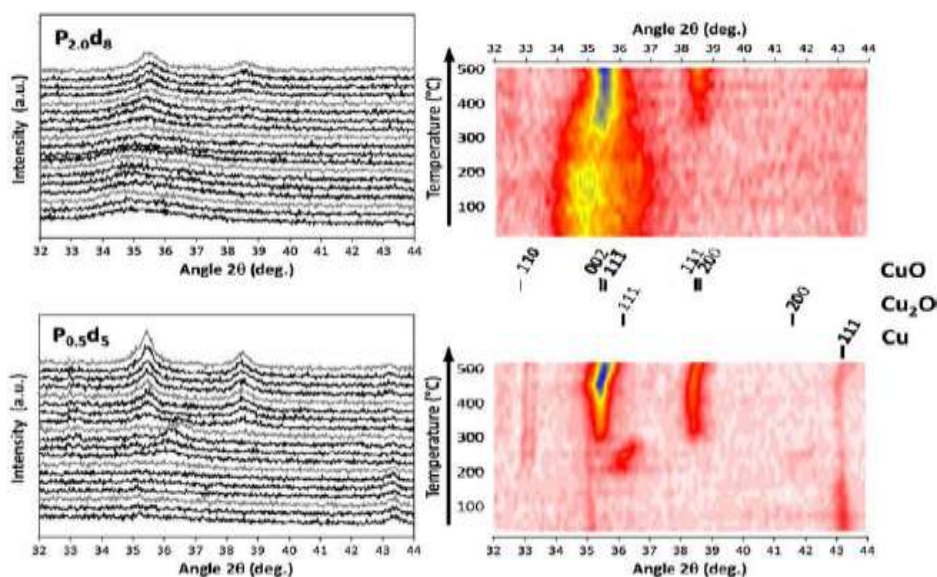 P2.0d8
Intensity (a.u.)
32 33 34 35 36 37 38 39 40 41 42 43 44
Angle 2θ (deg.)
Angle 2θ (deg.)
32 33 34 35 36 37 38 39 40 41 42 43 44
Temperature (°C)
500
400
300
200
100
110
002
111̅
111
200
CuO
111
200
Cu₂O
111
Cu
P0.5d5
Intensity (a.u.)
32 33 34 35 36 37 38 39 40 41 42 43 44
Angle 2θ (deg.)
Temperature (°C)
500
400
300
200
100
32 33 34 35 36 37 38 39 40 41 42 43 44
Angle 2θ (deg.)